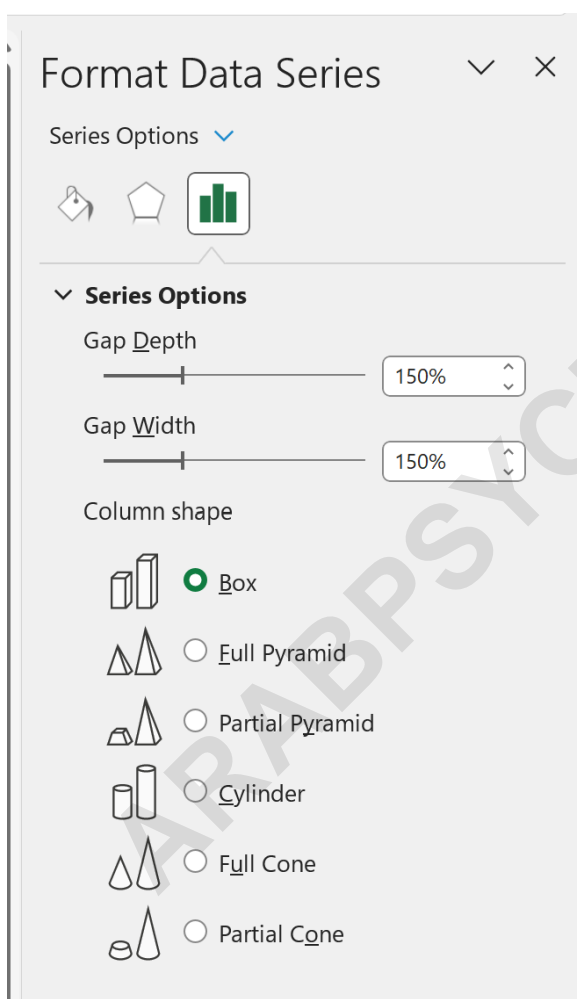 Format Data Series
Series Options
Series Options
Gap Depth
150%
Gap Width
150%
Column shape
Box
Full Pyramid
Partial Pyramid
Cylinder
Full Cone
Partial Cone
ARABPSYC